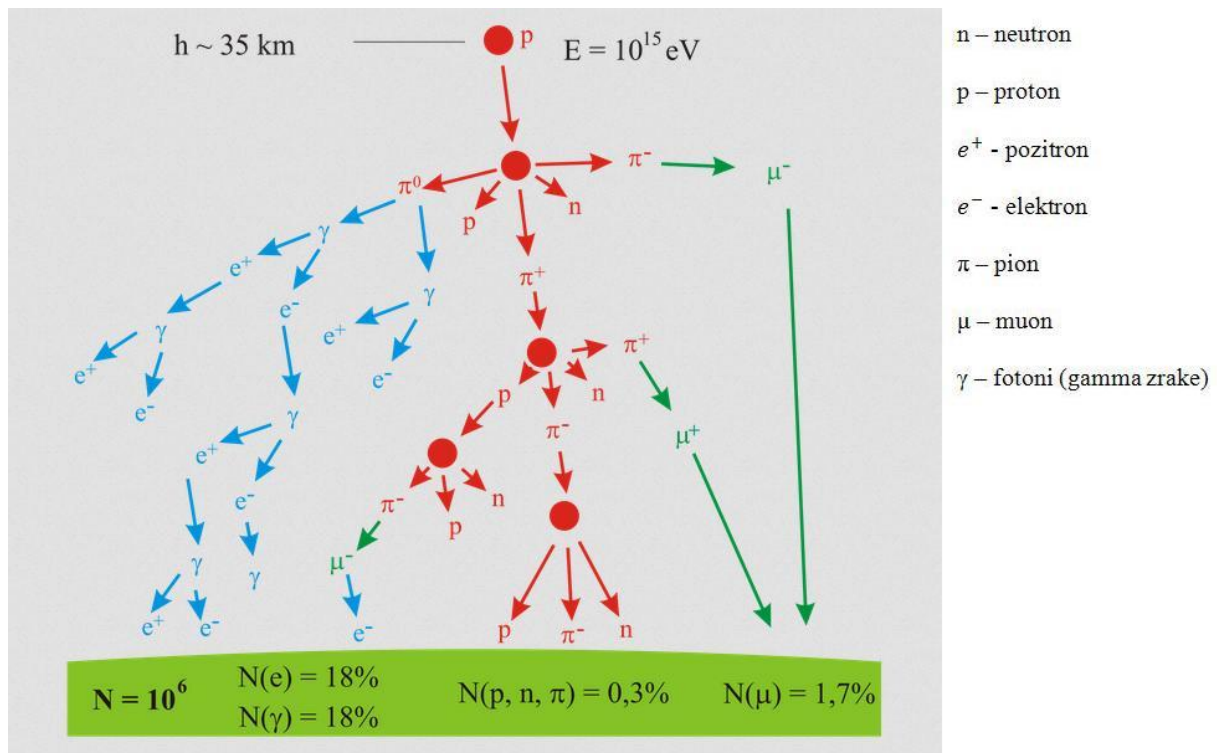 h ~ 35 km
p
E = 10¹⁵ eV
π⁻
μ⁻
π⁰
p
n
γ
e⁺
e⁻
γ
γ
e⁺
e⁻
e⁺
e⁻
π⁺
π⁺
p
n
e⁺
e⁻
γ
π⁻
μ⁺
e⁺
e⁻
π⁻
p
n
γ
γ
μ⁻
e⁺
e⁻
e⁻
p
π⁻
n
N = 10⁶
N(e) = 18%
N(γ) = 18%
N(p, n, π) = 0,3%
N(μ) = 1,7%
n – neutron
p – proton
e⁺ - pozitron
e⁻ - elektron
π – pion
μ – muon
γ – fotoni (gamma zrake)